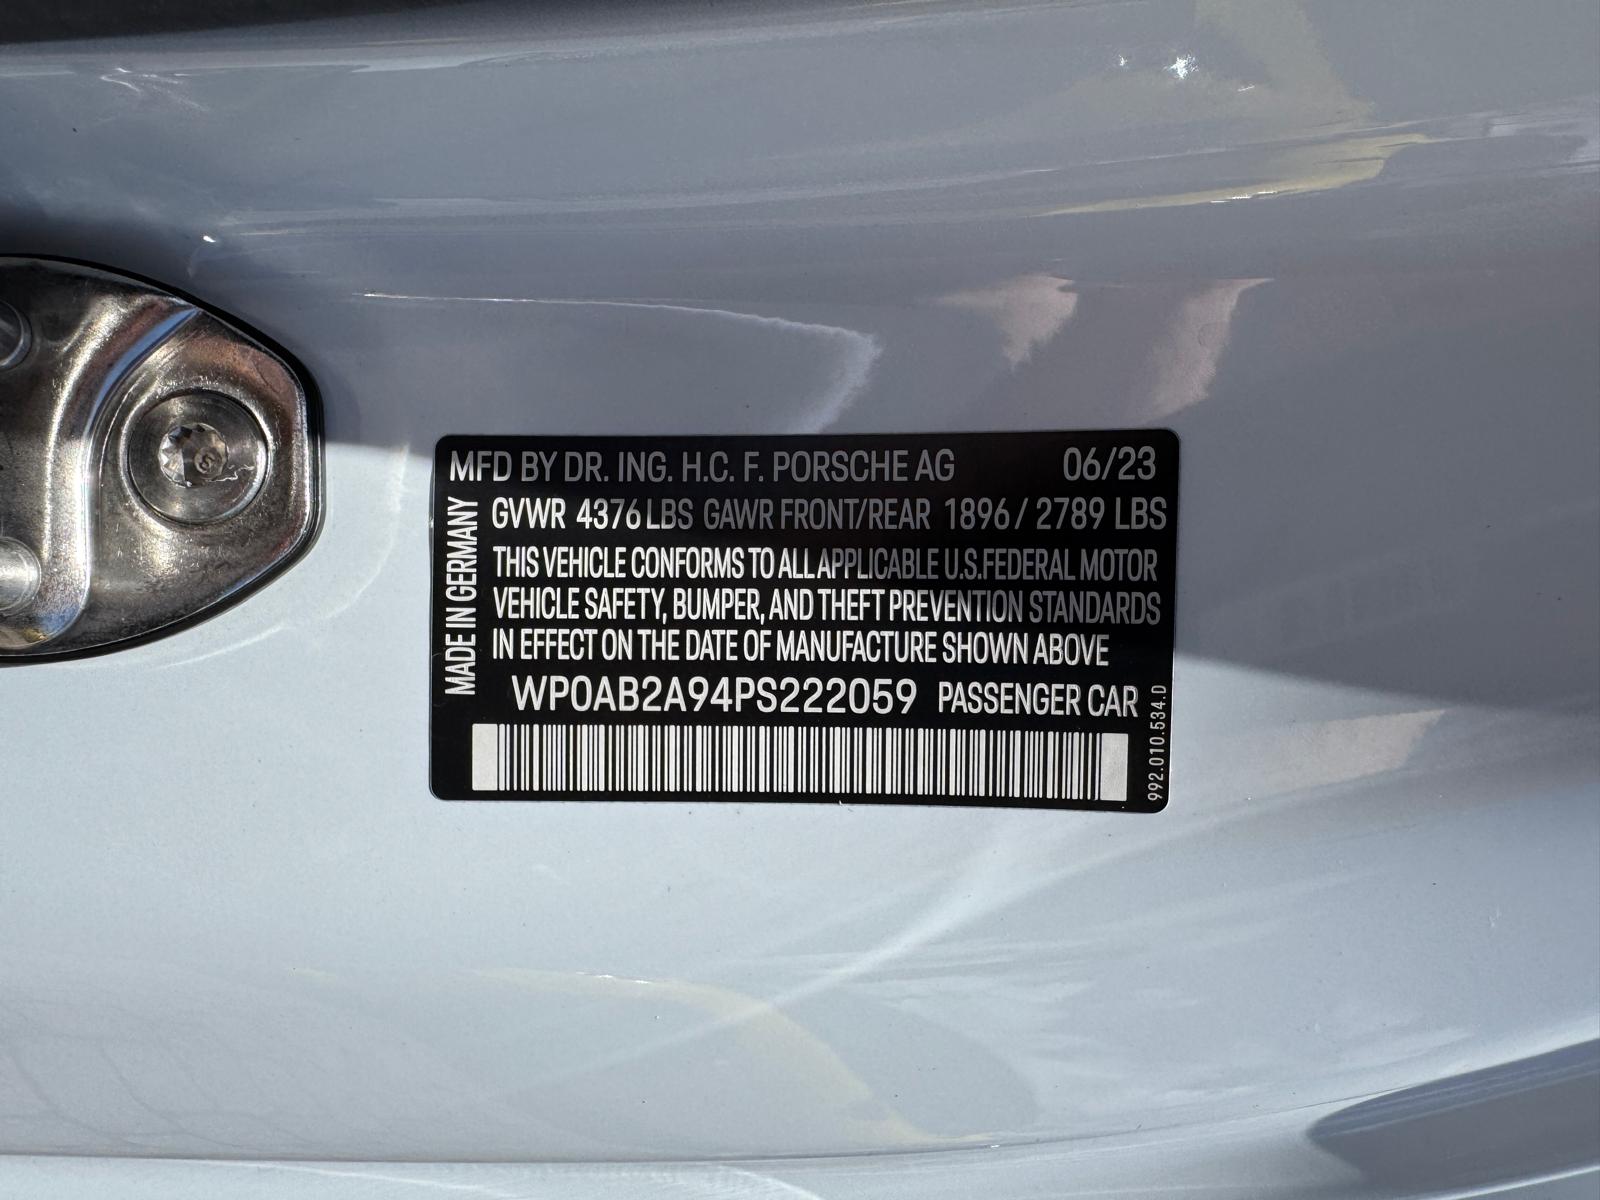 MFD BY DR. ING. H.C. F. PORSCHE AG 06/23
GVWR 4376 LBS GAWR FRONT/REAR 1896 / 2789 LBS
THIS VEHICLE CONFORMS TO ALL APPLICABLE U.S.FEDERAL MOTOR
VEHICLE SAFETY, BUMPER, AND THEFT PREVENTION STANDARDS
IN EFFECT ON THE DATE OF MANUFACTURE SHOWN ABOVE
WP0AB2A94PS222059 PASSENGER CAR
MADE IN GERMANY
992.010.534.D